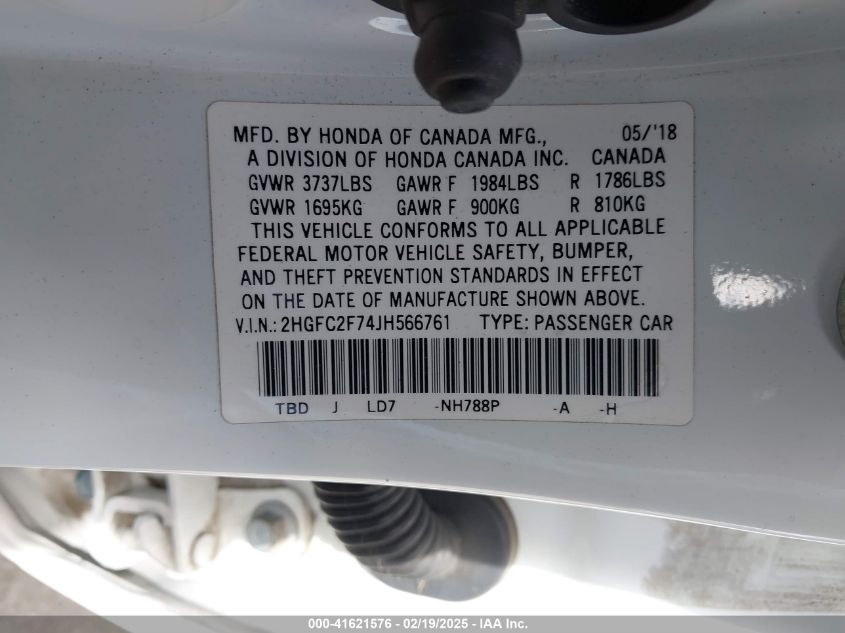 MFD. BY HONDA OF CANADA MFG., 05/'18
A DIVISION OF HONDA CANADA INC. CANADA
GVWR 3737LBS GAWR F 1984LBS R 1786LBS
GVWR 1695KG GAWR F 900KG R 810KG
THIS VEHICLE CONFORMS TO ALL APPLICABLE
FEDERAL MOTOR VEHICLE SAFETY, BUMPER,
AND THEFT PREVENTION STANDARDS IN EFFECT
ON THE DATE OF MANUFACTURE SHOWN ABOVE.
V.I.N.: 2HGFC2F74JH566761 TYPE: PASSENGER CAR
TBD J LD7 -NH788P -A -H
000-41621576 - 02/19/2025 - IAA Inc.